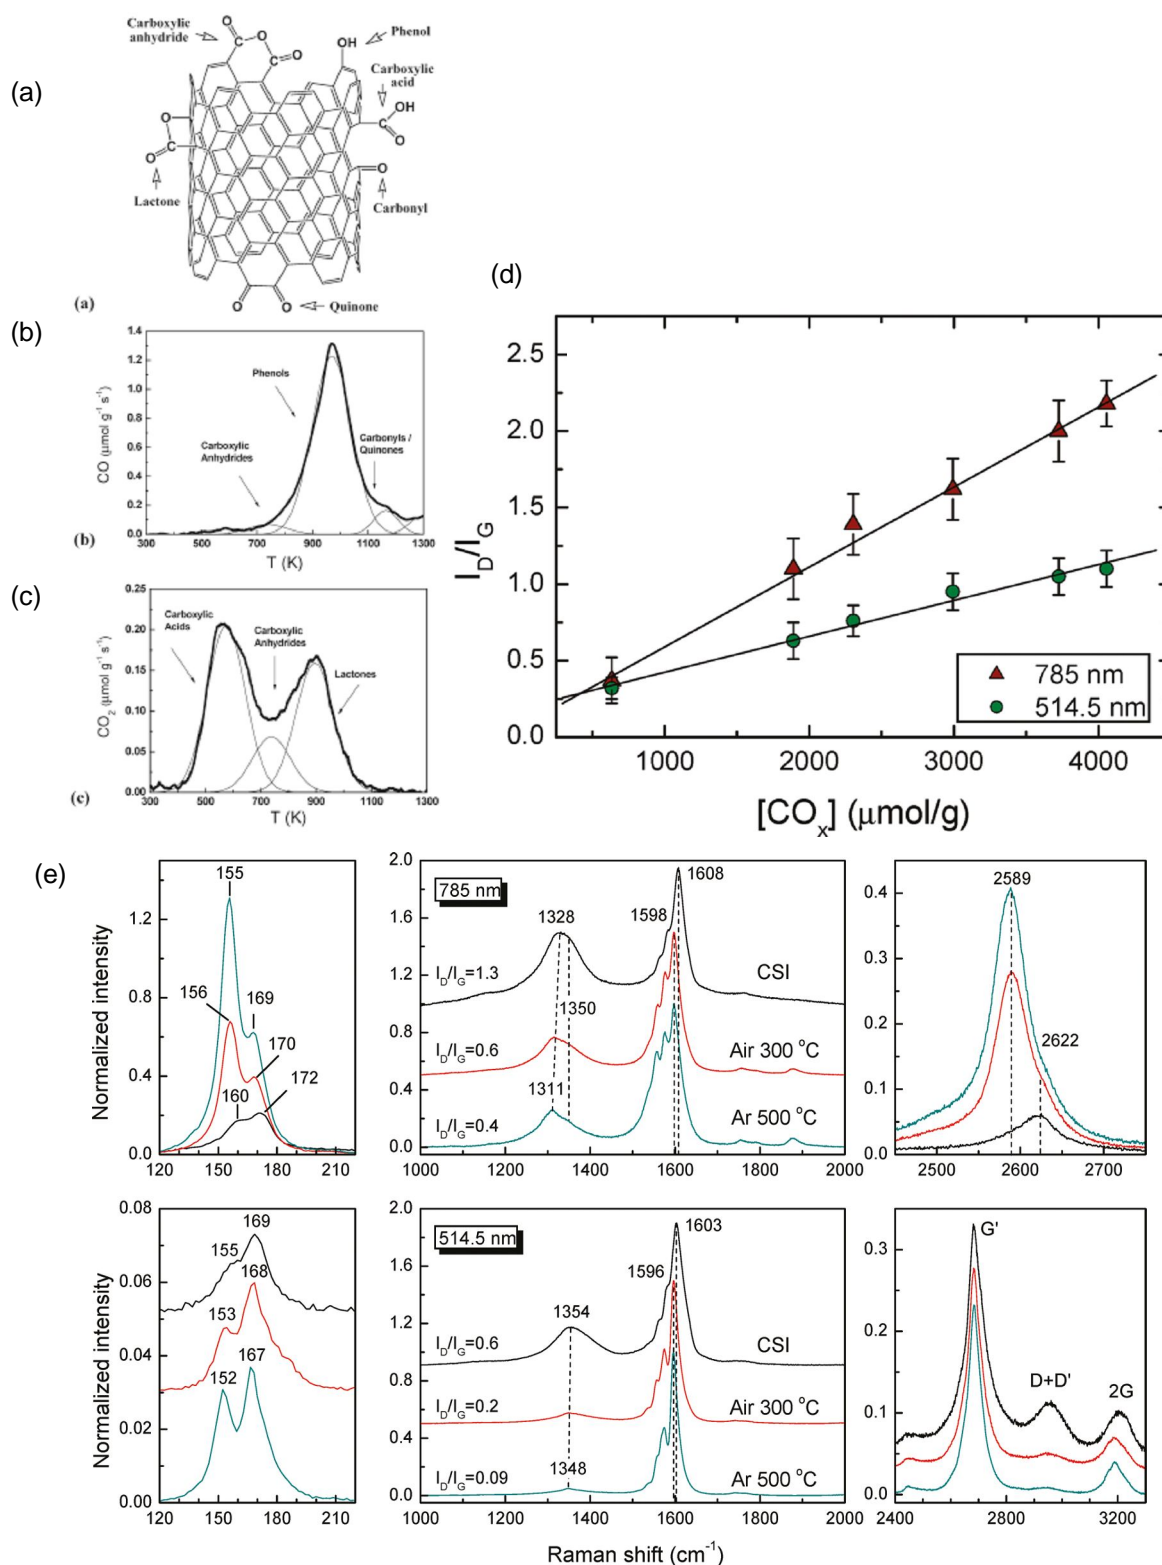 (a)
Carboxylic
anhydride
O
C
O
C
O
OH
Phenol
Carboxylic
acid
OH
C
O
O
C
O
Lactone
O
Carbonyl
O
O
Quinone
(a)
(b)
1.4
1.2
1.0
0.8
0.6
0.4
0.2
0.0
CO (μmol g⁻¹ s⁻¹)
Phenols
Carboxylic
Anhydrides
Carbonyls /
Quinones
300
500
700
900
1100
1300
T (K)
(b)
(c)
0.25
0.20
0.15
0.10
0.05
0.00
CO₂ (μmol g⁻¹ s⁻¹)
Carboxylic
Acids
Carboxylic
Anhydrides
Lactones
300
500
700
900
1100
1300
T (K)
(c)
(d)
2.5
2.0
1.5
1.0
0.5
0.0
I_D/I_G
785 nm
514.5 nm
1000
2000
3000
4000
[COₓ] (μmol/g)
(e)
Normalized intensity
1.2
0.8
0.4
0.0
155
156
169
170
160
172
120
150
180
210
2.0
1.6
1.2
0.8
0.4
0.0
785 nm
1608
1328
1598
I_D/I_G=1.3
CSI
1350
I_D/I_G=0.6
Air 300 °C
1311
I_D/I_G=0.4
Ar 500 °C
1000
1200
1400
1600
1800
2000
0.4
0.3
0.2
0.1
0.0
2589
2622
2500
2600
2700
Normalized intensity
0.08
0.06
0.04
0.02
0.00
169
155
168
153
167
152
120
140
160
180
200
220
2.0
1.6
1.2
0.8
0.4
0.0
514.5 nm
1603
1596
1354
I_D/I_G=0.6
CSI
I_D/I_G=0.2
Air 300 °C
I_D/I_G=0.09
1348
Ar 500 °C
1000
1200
1400
1600
1800
2000
0.3
0.2
0.1
0.0
G'
D+D'
2G
2400
2600
2800
3000
3200
Raman shift (cm⁻¹)